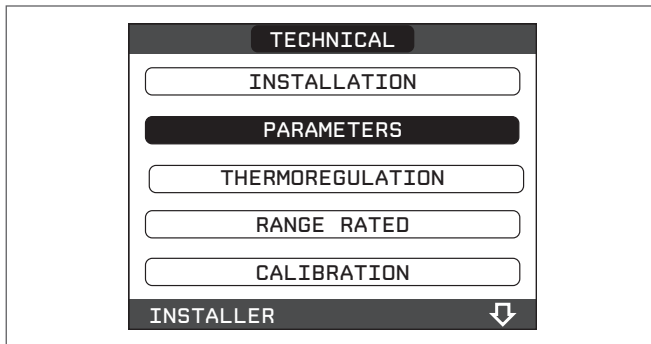 TECHNICAL
INSTALLATION
PARAMETERS
THERMOREGULATION
RANGE RATED
CALIBRATION
INSTALLER